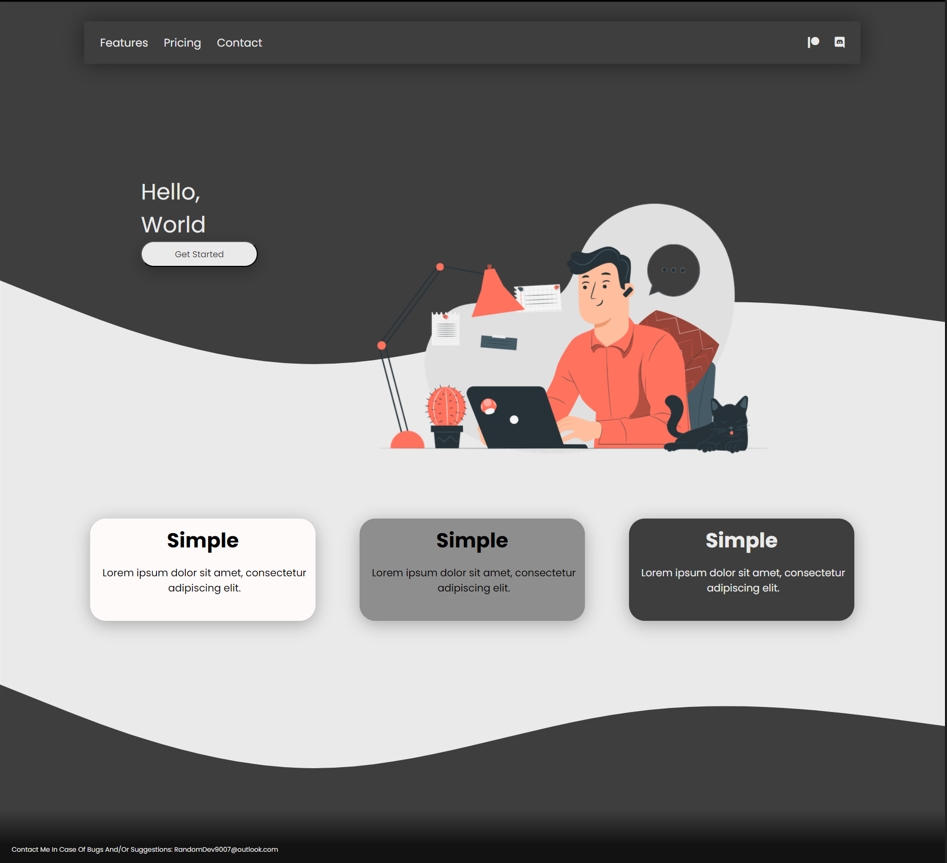 Features Pricing Contact
Hello,
World
Get Started
Simple
Lorem ipsum dolor sit amet, consectetur
adipiscing elit.
Simple
Lorem ipsum dolor sit amet, consectetur
adipiscing elit.
Simple
Lorem ipsum dolor sit amet, consectetur
adipiscing elit.
Contact Me In Case Of Bugs And/Or Suggestions: RandomDev9007@outlook.com